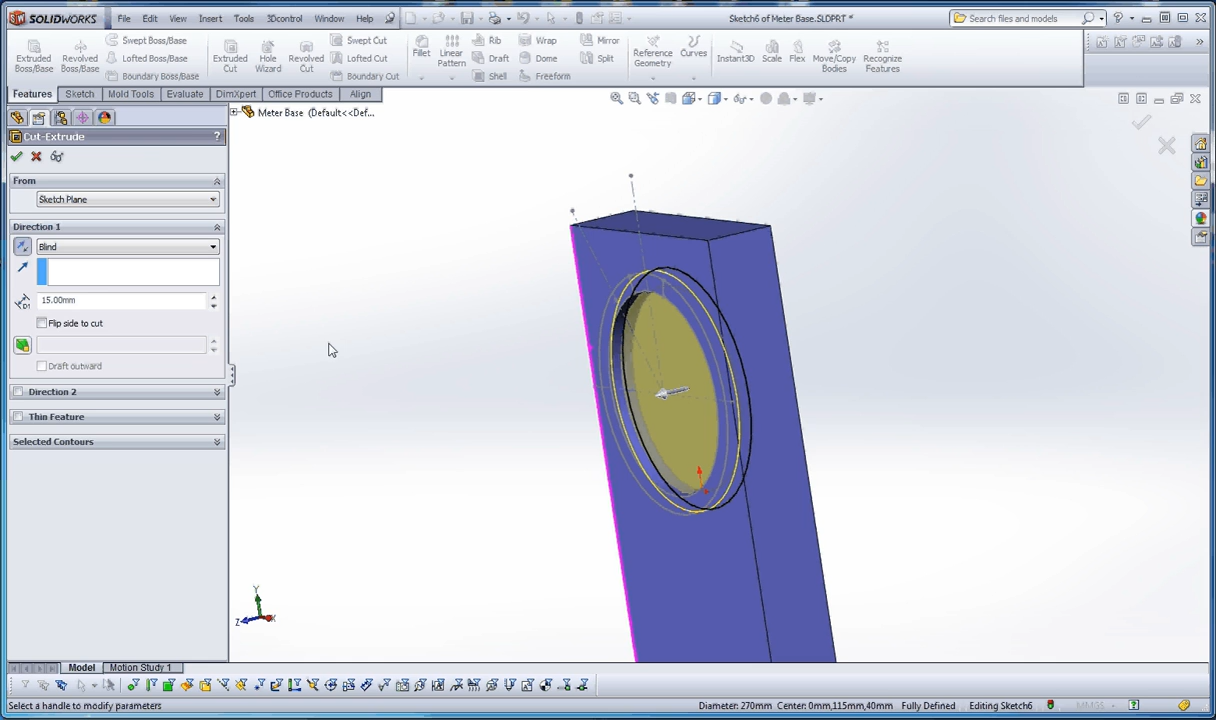 SOLIDWORKS File Edit View Insert Tools 3Dcontrol Window Help Sketch6 of Meter Base.SLDPRT * Search files and models
Extruded Boss/Base
Revolved Boss/Base
Swept Boss/Base
Lofted Boss/Base
Boundary Boss/Base
Extruded Cut
Hole Wizard
Revolved Cut
Swept Cut
Lofted Cut
Boundary Cut
Fillet
Linear Pattern
Rib
Draft
Shell
Wrap
Dome
Freeform
Mirror
Split
Reference Geometry
Curves
Instant3D
Scale
Flex
Move/Copy Bodies
Recognize Features
Features Sketch Mold Tools Evaluate DimXpert Office Products Align
Meter Base (Default<<Def...
Cut-Extrude ?
From
Sketch Plane
Direction 1
Blind
D1 15.00mm
Flip side to cut
Draft outward
Direction 2
Thin Feature
Selected Contours
Y
Z X
Model Motion Study 1
Select a handle to modify parameters Diameter: 270mm Center: 0mm,115mm,40mm Fully Defined Editing Sketch6 MMGS ?